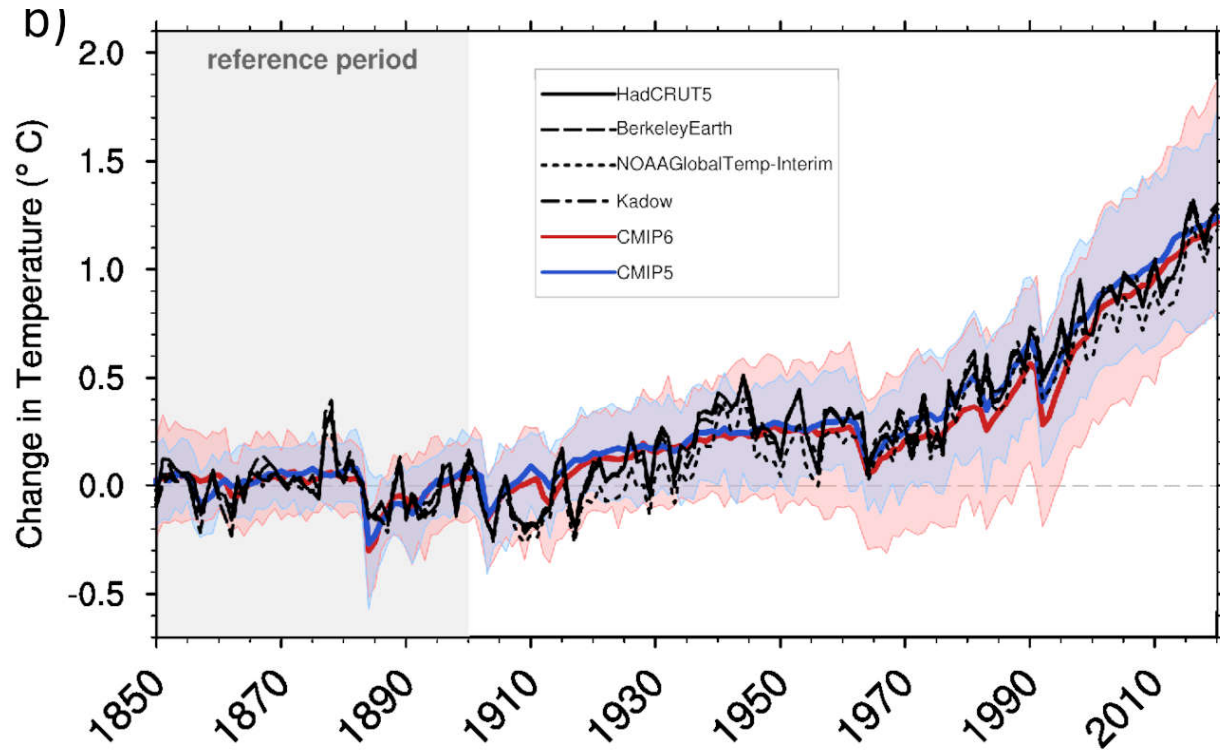 b)
2.0
reference period
HadCRUT5
BerkeleyEarth
NOAAGlobalTemp-Interim
Kadow
CMIP6
CMIP5
1.5
1.0
0.5
0.0
-0.5
Change in Temperature (° C)
1850
1870
1890
1910
1930
1950
1970
1990
2010